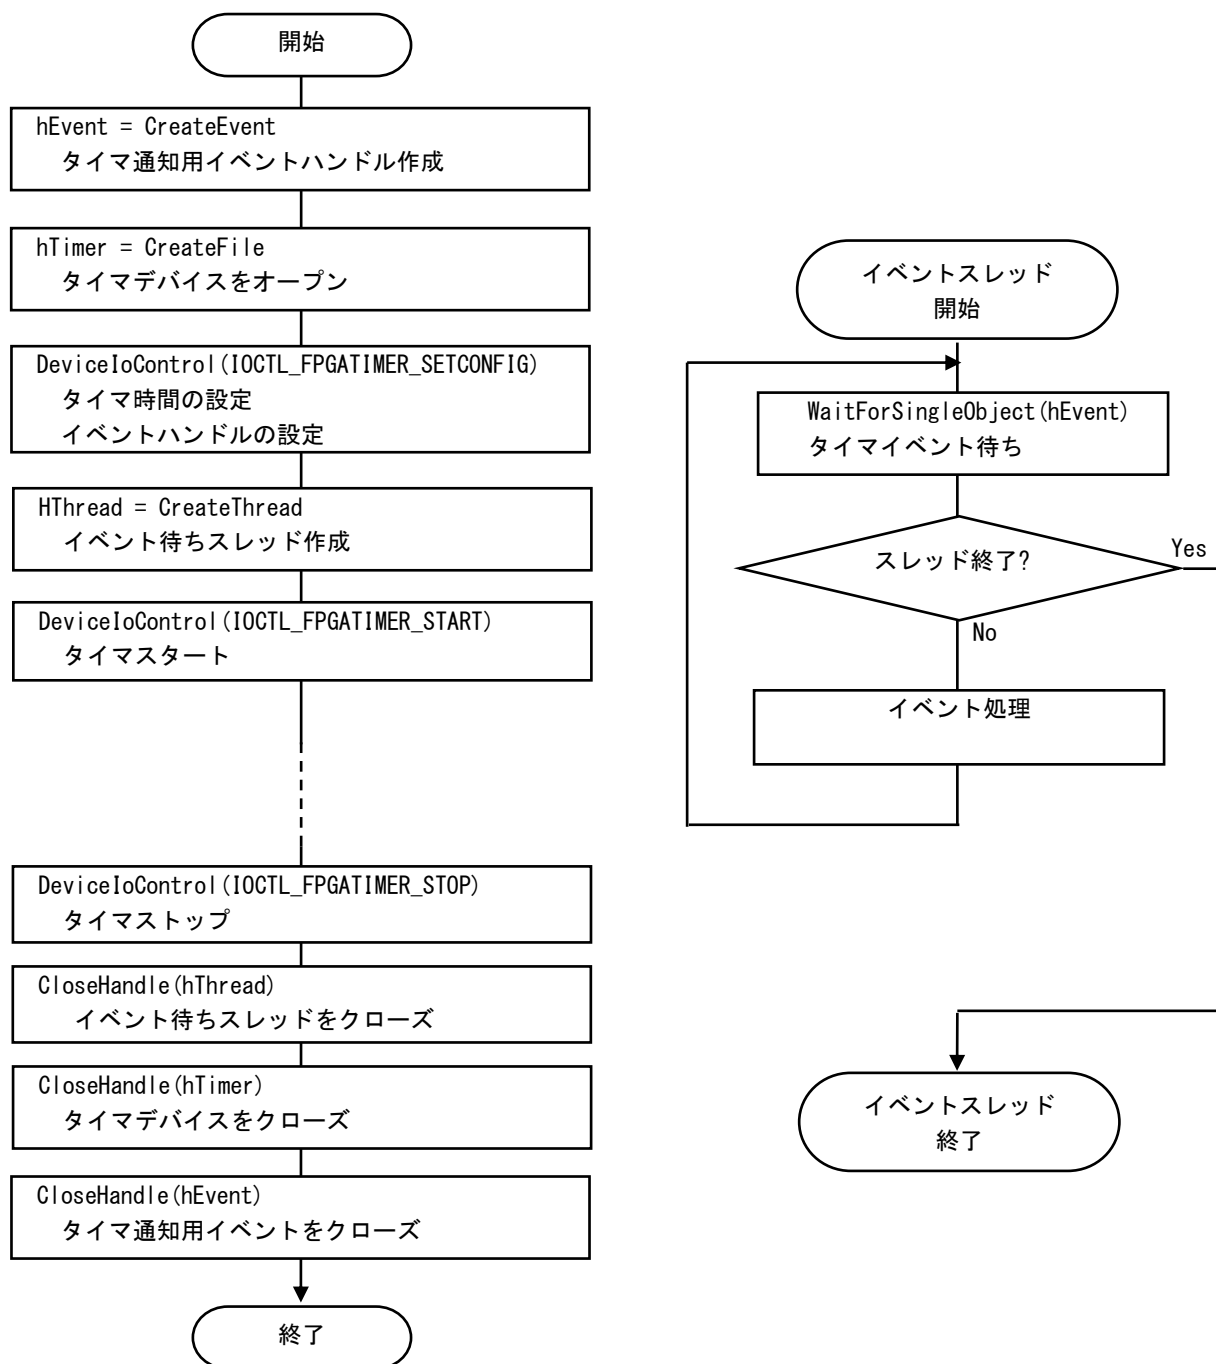 開始
hEvent = CreateEvent
タイマ通知用イベントハンドル作成
hTimer = CreateFile
タイマデバイスをオープン
DeviceIoControl(IOCTL_FPGATIMER_SETCONFIG)
タイマ時間の設定
イベントハンドルの設定
HThread = CreateThread
イベント待ちスレッド作成
DeviceIoControl(IOCTL_FPGATIMER_START)
タイマスタート
DeviceIoControl(IOCTL_FPGATIMER_STOP)
タイマストップ
CloseHandle(hThread)
イベント待ちスレッドをクローズ
CloseHandle(hTimer)
タイマデバイスをクローズ
CloseHandle(hEvent)
タイマ通知用イベントをクローズ
終了
イベントスレッド
開始
WaitForSingleObject(hEvent)
タイマイベント待ち
スレッド終了?
Yes
No
イベント処理
イベントスレッド
終了